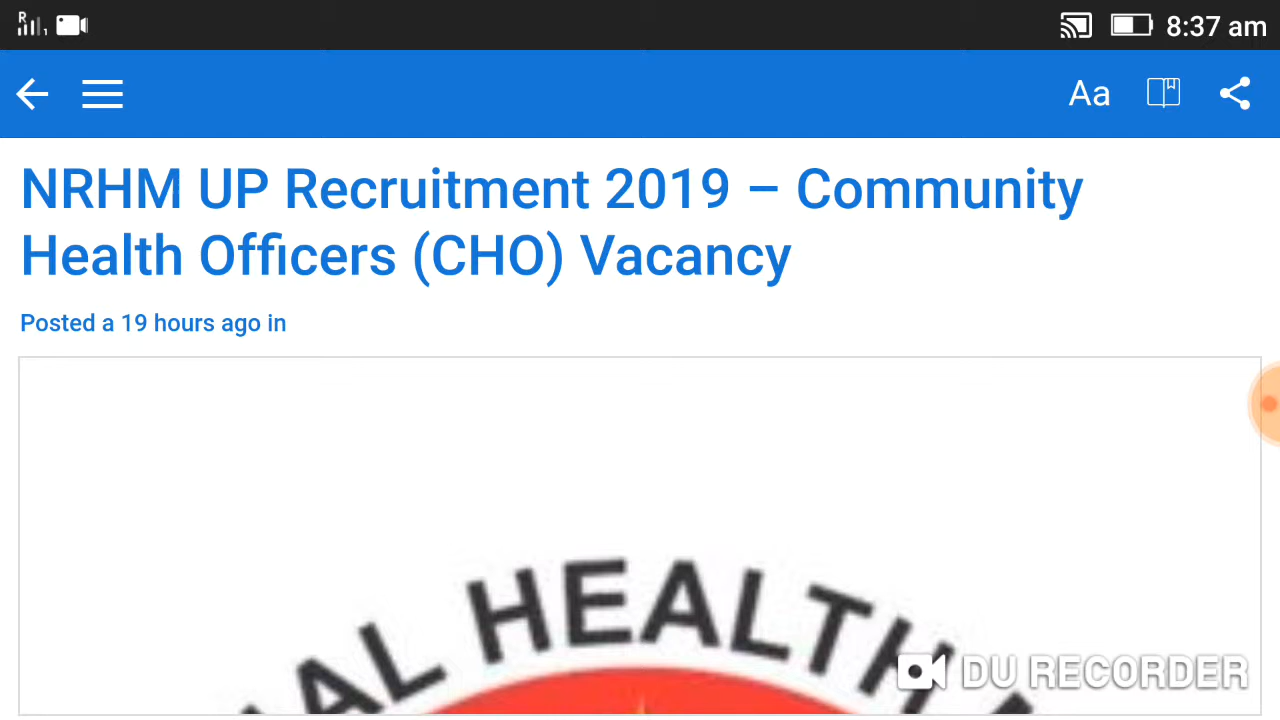 R
1
8:37 am
Aa
NRHM UP Recruitment 2019 – Community
Health Officers (CHO) Vacancy
Posted a 19 hours ago in
HEALTH
DU RECORDER